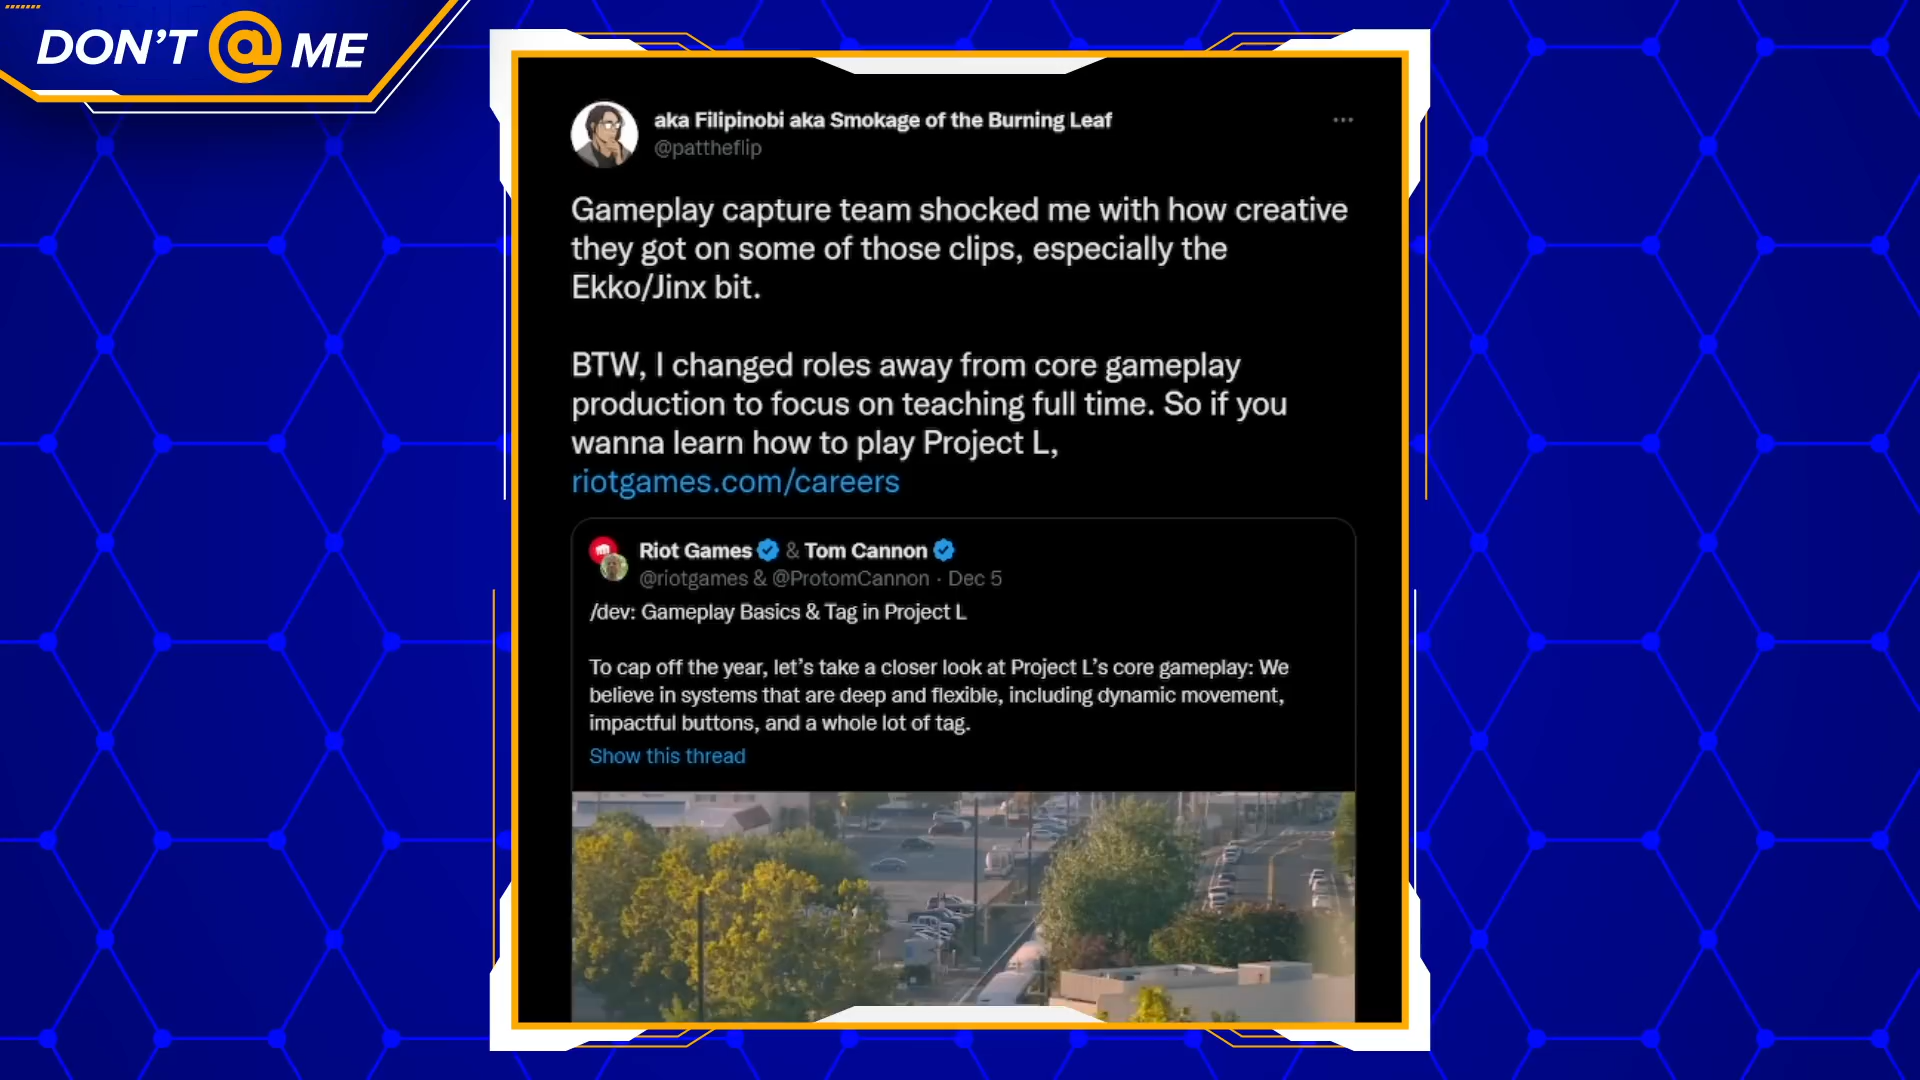 DON'T @ ME
aka Filipinobi aka Smokage of the Burning Leaf
@pattheflip
Gameplay capture team shocked me with how creative
they got on some of those clips, especially the
Ekko/Jinx bit.
BTW, I changed roles away from core gameplay
production to focus on teaching full time. So if you
wanna learn how to play Project L,
riotgames.com/careers
Riot Games & Tom Cannon
@riotgames & @ProtomCannon · Dec 5
/dev: Gameplay Basics & Tag in Project L
To cap off the year, let's take a closer look at Project L's core gameplay: We
believe in systems that are deep and flexible, including dynamic movement,
impactful buttons, and a whole lot of tag.
Show this thread